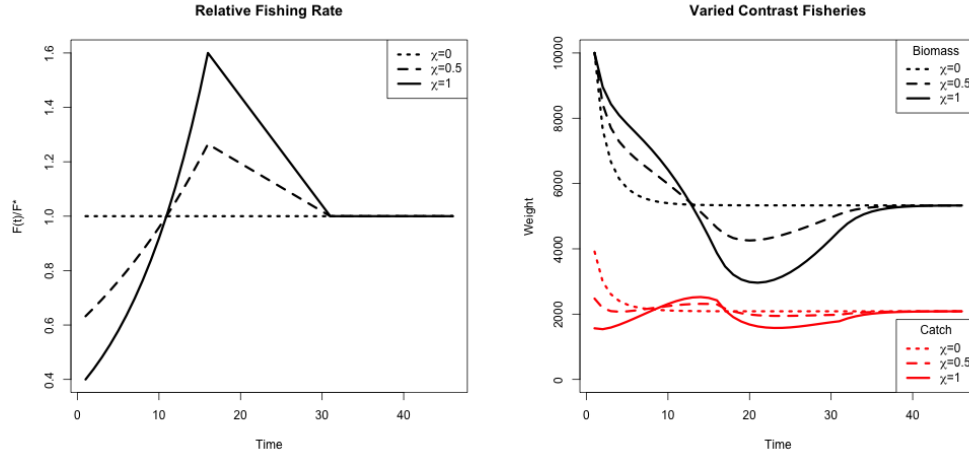 Relative Fishing Rate
F(t)/F*
1.6
1.4
1.2
1.0
0.8
0.6
0.4
0
10
20
30
40
Time
χ=0
χ=0.5
χ=1
Varied Contrast Fisheries
Weight
10000
8000
6000
4000
2000
0
0
10
20
30
40
Time
Biomass
χ=0
χ=0.5
χ=1
Catch
χ=0
χ=0.5
χ=1